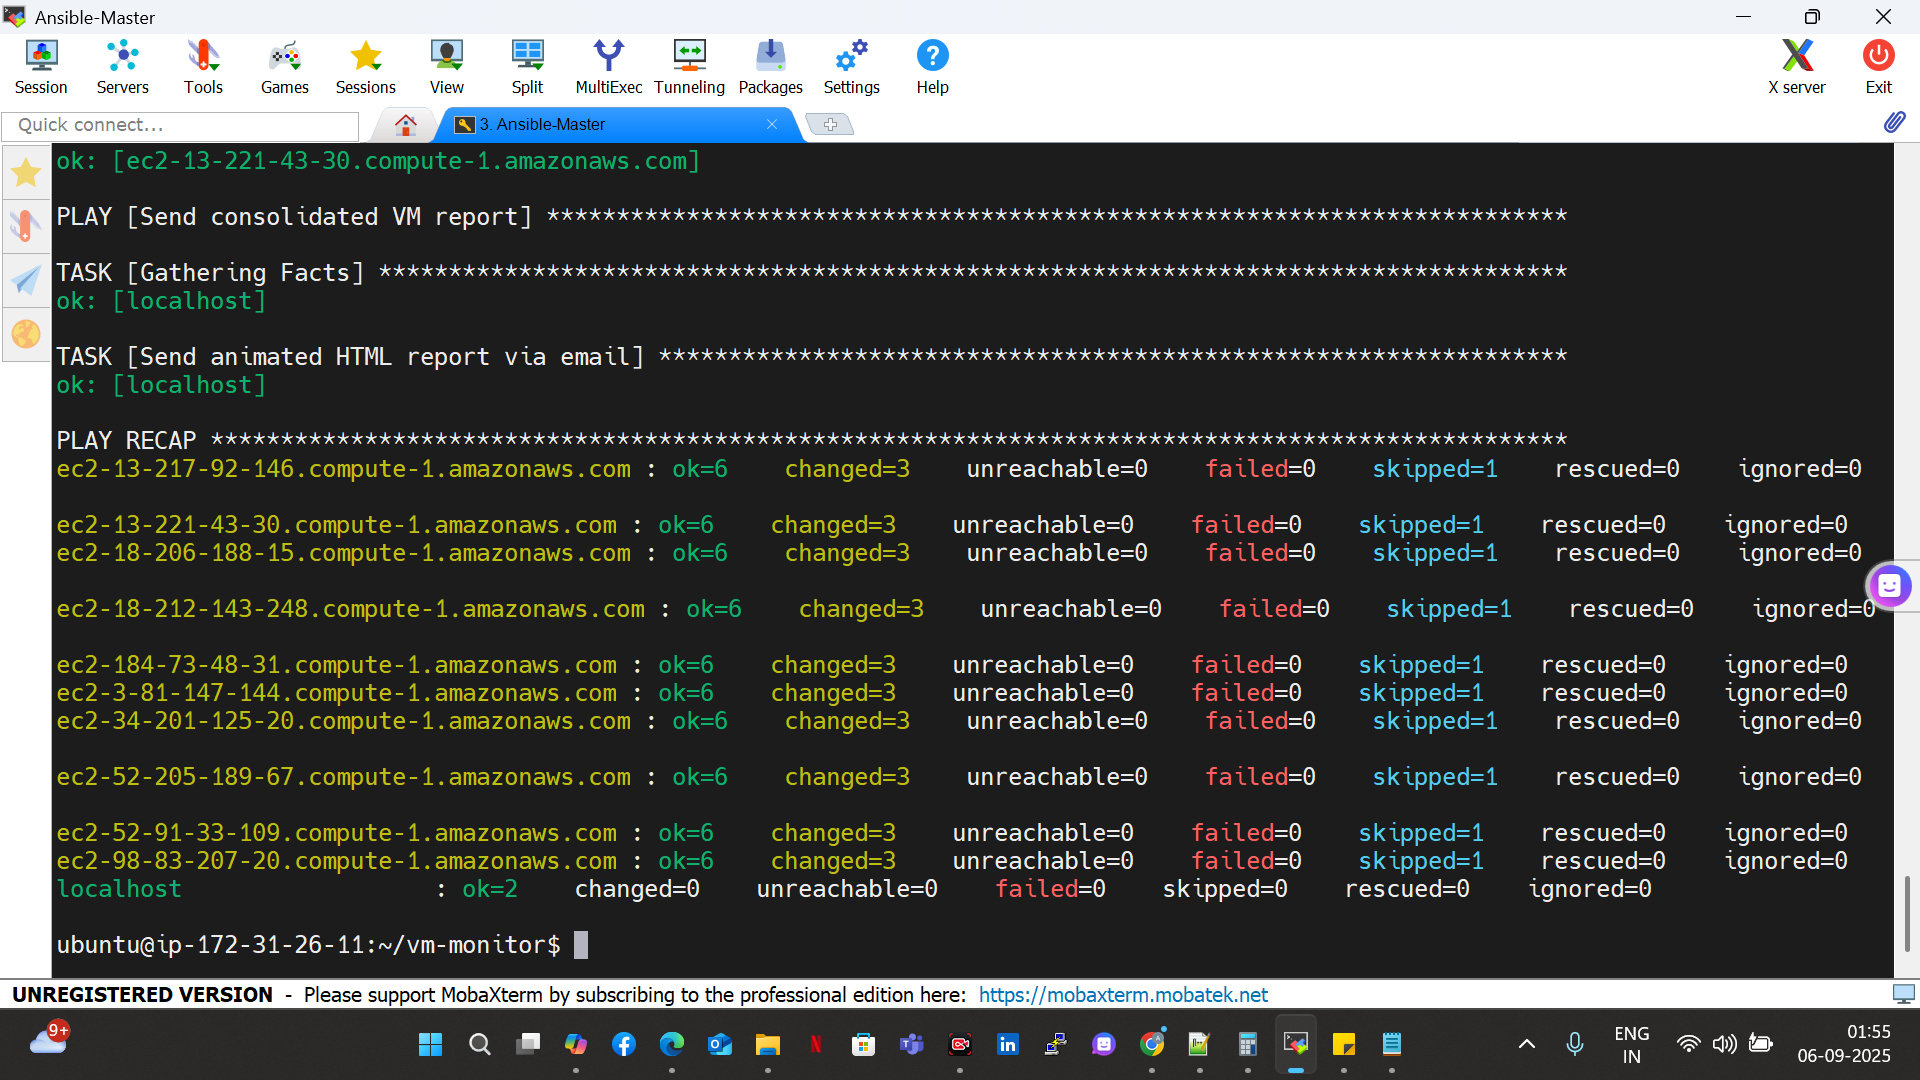 Ansible-Master
Session Servers Tools Games Sessions View Split MultiExec Tunneling Packages Settings Help X server Exit
Quick connect... 3. Ansible-Master
ok: [ec2-13-221-43-30.compute-1.amazonaws.com]
PLAY [Send consolidated VM report] *************************************************************************
TASK [Gathering Facts] *************************************************************************************
ok: [localhost]
TASK [Send animated HTML report via email] *****************************************************************
ok: [localhost]
PLAY RECAP *************************************************************************************************
ec2-13-217-92-146.compute-1.amazonaws.com : ok=6    changed=3    unreachable=0    failed=0    skipped=1    rescued=0    ignored=0
ec2-13-221-43-30.compute-1.amazonaws.com : ok=6    changed=3    unreachable=0    failed=0    skipped=1    rescued=0    ignored=0
ec2-18-206-188-15.compute-1.amazonaws.com : ok=6    changed=3    unreachable=0    failed=0    skipped=1    rescued=0    ignored=0
ec2-18-212-143-248.compute-1.amazonaws.com : ok=6    changed=3    unreachable=0    failed=0    skipped=1    rescued=0    ignored=0
ec2-184-73-48-31.compute-1.amazonaws.com : ok=6    changed=3    unreachable=0    failed=0    skipped=1    rescued=0    ignored=0
ec2-3-81-147-144.compute-1.amazonaws.com : ok=6    changed=3    unreachable=0    failed=0    skipped=1    rescued=0    ignored=0
ec2-34-201-125-20.compute-1.amazonaws.com : ok=6    changed=3    unreachable=0    failed=0    skipped=1    rescued=0    ignored=0
ec2-52-205-189-67.compute-1.amazonaws.com : ok=6    changed=3    unreachable=0    failed=0    skipped=1    rescued=0    ignored=0
ec2-52-91-33-109.compute-1.amazonaws.com : ok=6    changed=3    unreachable=0    failed=0    skipped=1    rescued=0    ignored=0
ec2-98-83-207-20.compute-1.amazonaws.com : ok=6    changed=3    unreachable=0    failed=0    skipped=1    rescued=0    ignored=0
localhost                  : ok=2    changed=0    unreachable=0    failed=0    skipped=0    rescued=0    ignored=0
ubuntu@ip-172-31-26-11:~/vm-monitor$
UNREGISTERED VERSION - Please support MobaXterm by subscribing to the professional edition here: https://mobaxterm.mobatek.net
9+
ENG
IN
01:55
06-09-2025